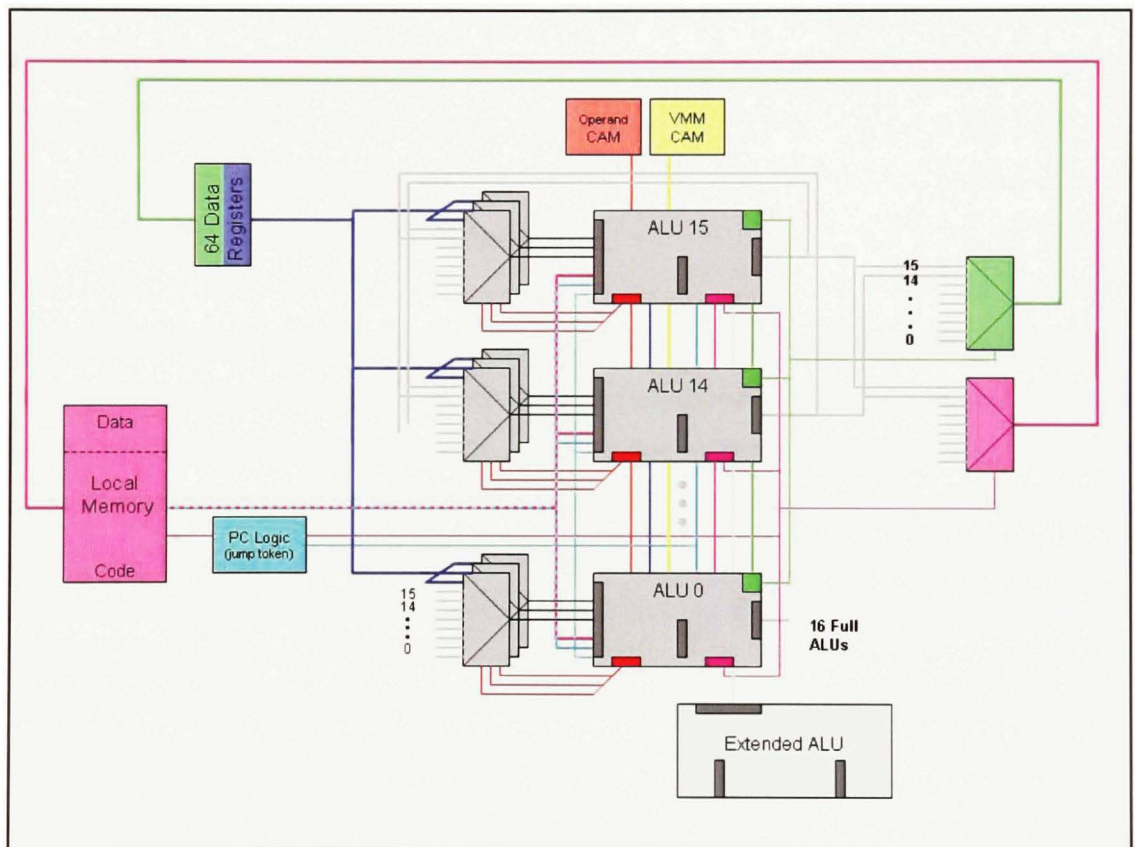 Operand
CAM
VMM
CAM
64 Data
Registers
ALU 15
15
14
0
ALU 14
Data
Local
Memory
Code
PC Logic
(jump token)
ALU 0
15
14
0
16 Full
ALUs
Extended ALU